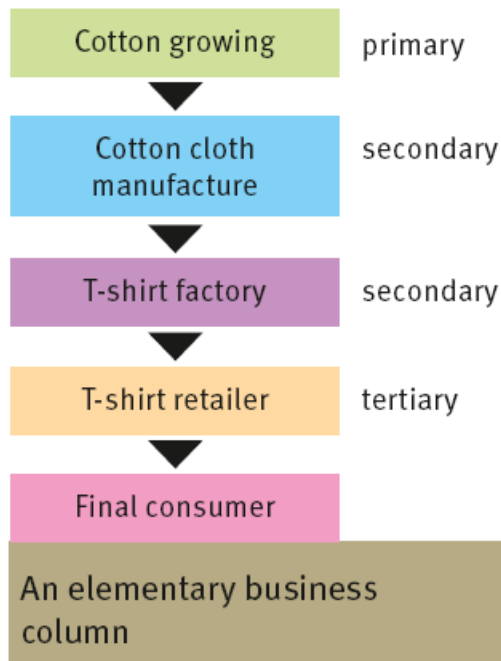 Cotton growing primary
Cotton cloth
manufacture
secondary
T-shirt factory secondary
T-shirt retailer tertiary
Final consumer
An elementary business
column